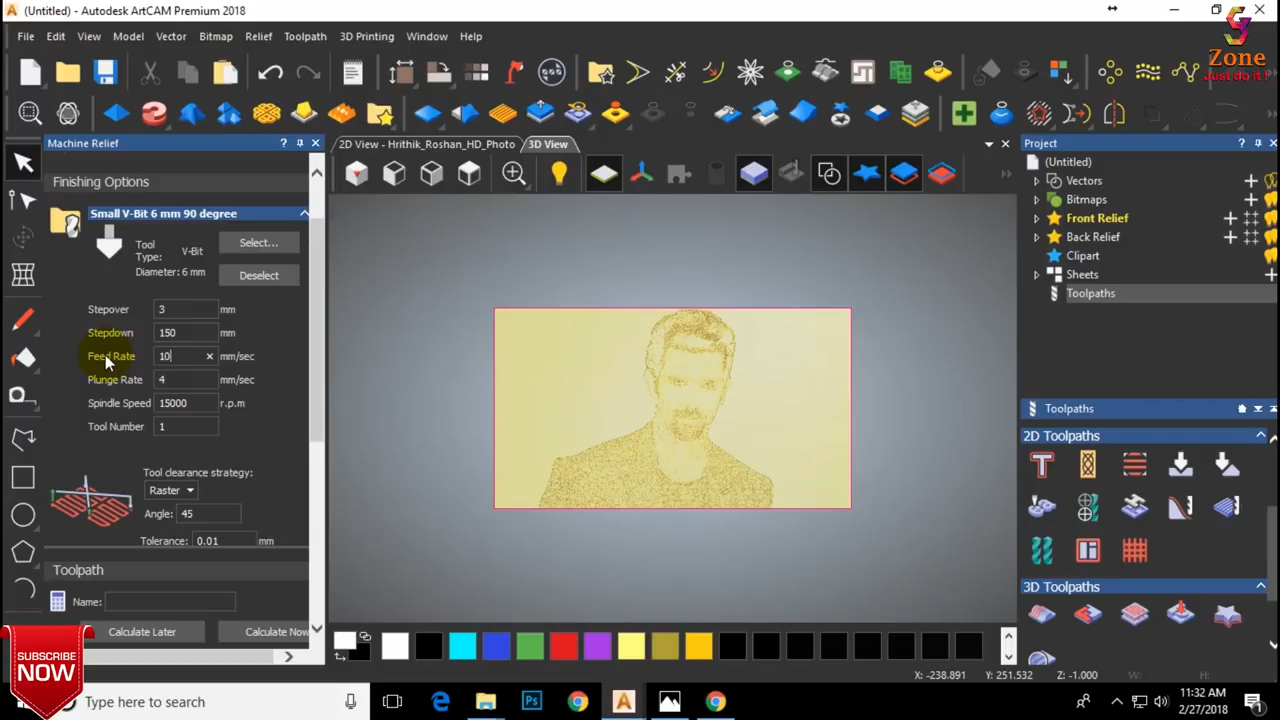 (Untitled) - Autodesk ArtCAM Premium 2018
Zone
Just do it !
File Edit View Model Vector Bitmap Relief Toolpath 3D Printing Window Help
Machine Relief
2D View - Hrithik_Roshan_HD_Photo 3D View
Project
Finishing Options
Small V-Bit 6 mm 90 degree
Tool Type: V-Bit
Diameter: 6 mm
Select...
Deselect
Stepover 3 mm
Stepdown 150 mm
Feed Rate 10 mm/sec
Plunge Rate 4 mm/sec
Spindle Speed 15000 r.p.m
Tool Number 1
Tool clearance strategy:
Raster
Angle: 45
Tolerance: 0.01 mm
Toolpath
Name:
Calculate Later Calculate Now
(Untitled)
Vectors
Bitmaps
Front Relief
Back Relief
Clipart
Sheets
Toolpaths
Toolpaths
2D Toolpaths
3D Toolpaths
X: -238.891 Y: 251.532 Z: -1.000 W: H:
SUBSCRIBE
NOW
Type here to search
11:32 AM
2/27/2018